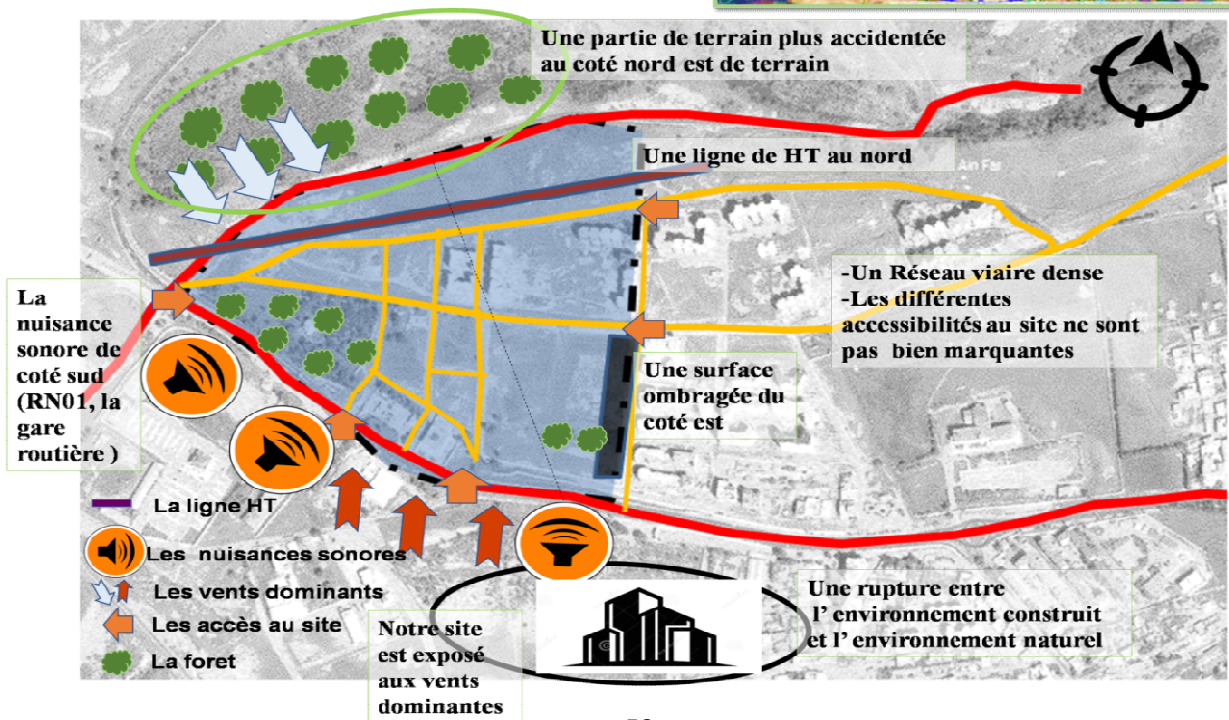 Une partie de terrain plus accidentée
au coté nord est de terrain
Une ligne de HT au nord
La
nuisance
sonore de
coté sud
(RN01, la
gare
routière )
-Un Réseau viaire dense
-Les différentes
accessibilités au site ne sont
pas bien marquantes
Une surface
ombragée du
coté est
La ligne HT
Les nuisances sonores
Les vents dominants
Les accès au site
La foret
Notre site
est exposé
aux vents
dominantes
Une rupture entre
l’environnement construit
et l’environnement naturel